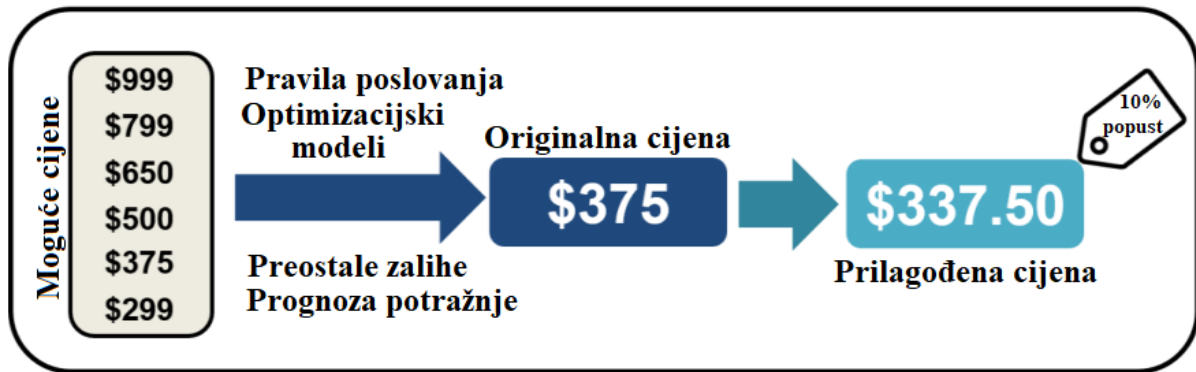 Moguće cijene
$999
$799
$650
$500
$375
$299
Pravila poslovanja
Optimizacijski
modeli
Preostale zalihe
Prognoza potražnje
Originalna cijena
$375
10%
popust
$337.50
Prilagođena cijena